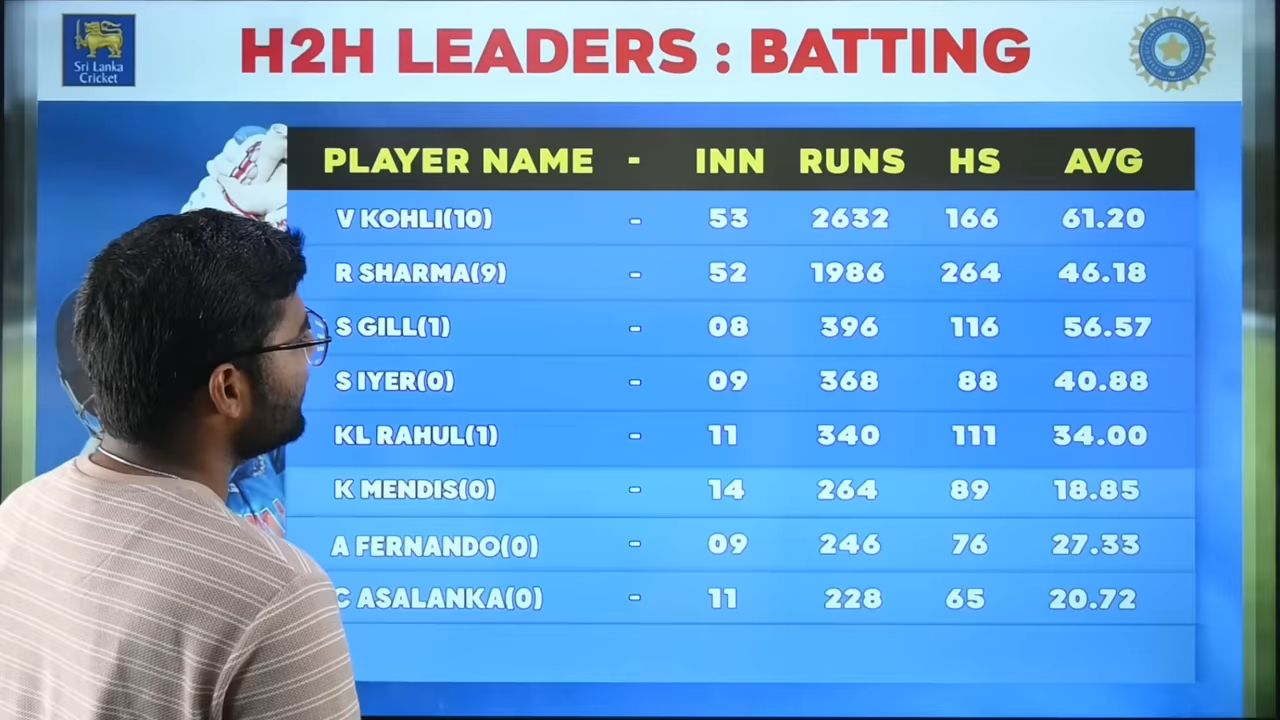 Sri Lanka
Cricket
H2H LEADERS : BATTING
PLAYER NAME - INN RUNS HS AVG
V KOHLI(10) - 53 2632 166 61.20
R SHARMA(9) - 52 1986 264 46.18
S GILL(1) - 08 396 116 56.57
S IYER(0) - 09 368 88 40.88
KL RAHUL(1) - 11 340 111 34.00
K MENDIS(0) - 14 264 89 18.85
A FERNANDO(0) - 09 246 76 27.33
C ASALANKA(0) - 11 228 65 20.72